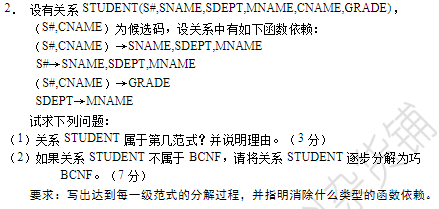 2． 设有关系 STUDENT(S#,SNAME,SDEPT,MNAME,CNAME,GRADE)，
（S#,CNAME）为候选码，设关系中有如下函数依赖:
（S#,CNAME）→SNAME,SDEPT,MNAME
S#→SNAME,SDEPT,MNAME
（S#,CNAME）→GRADE
SDEPT→MNAME
试求下列问题：
（1）关系 STUDENT 属于第几范式？并说明理由。（3 分）
（2）如果关系 STUDENT 不属于 BCNF，请将关系 STUDENT 逐步分解为巧
BCNF。（7 分）
要求：写出达到每一级范式的分解过程，并指明消除什么类型的函数依赖。
杂货铺